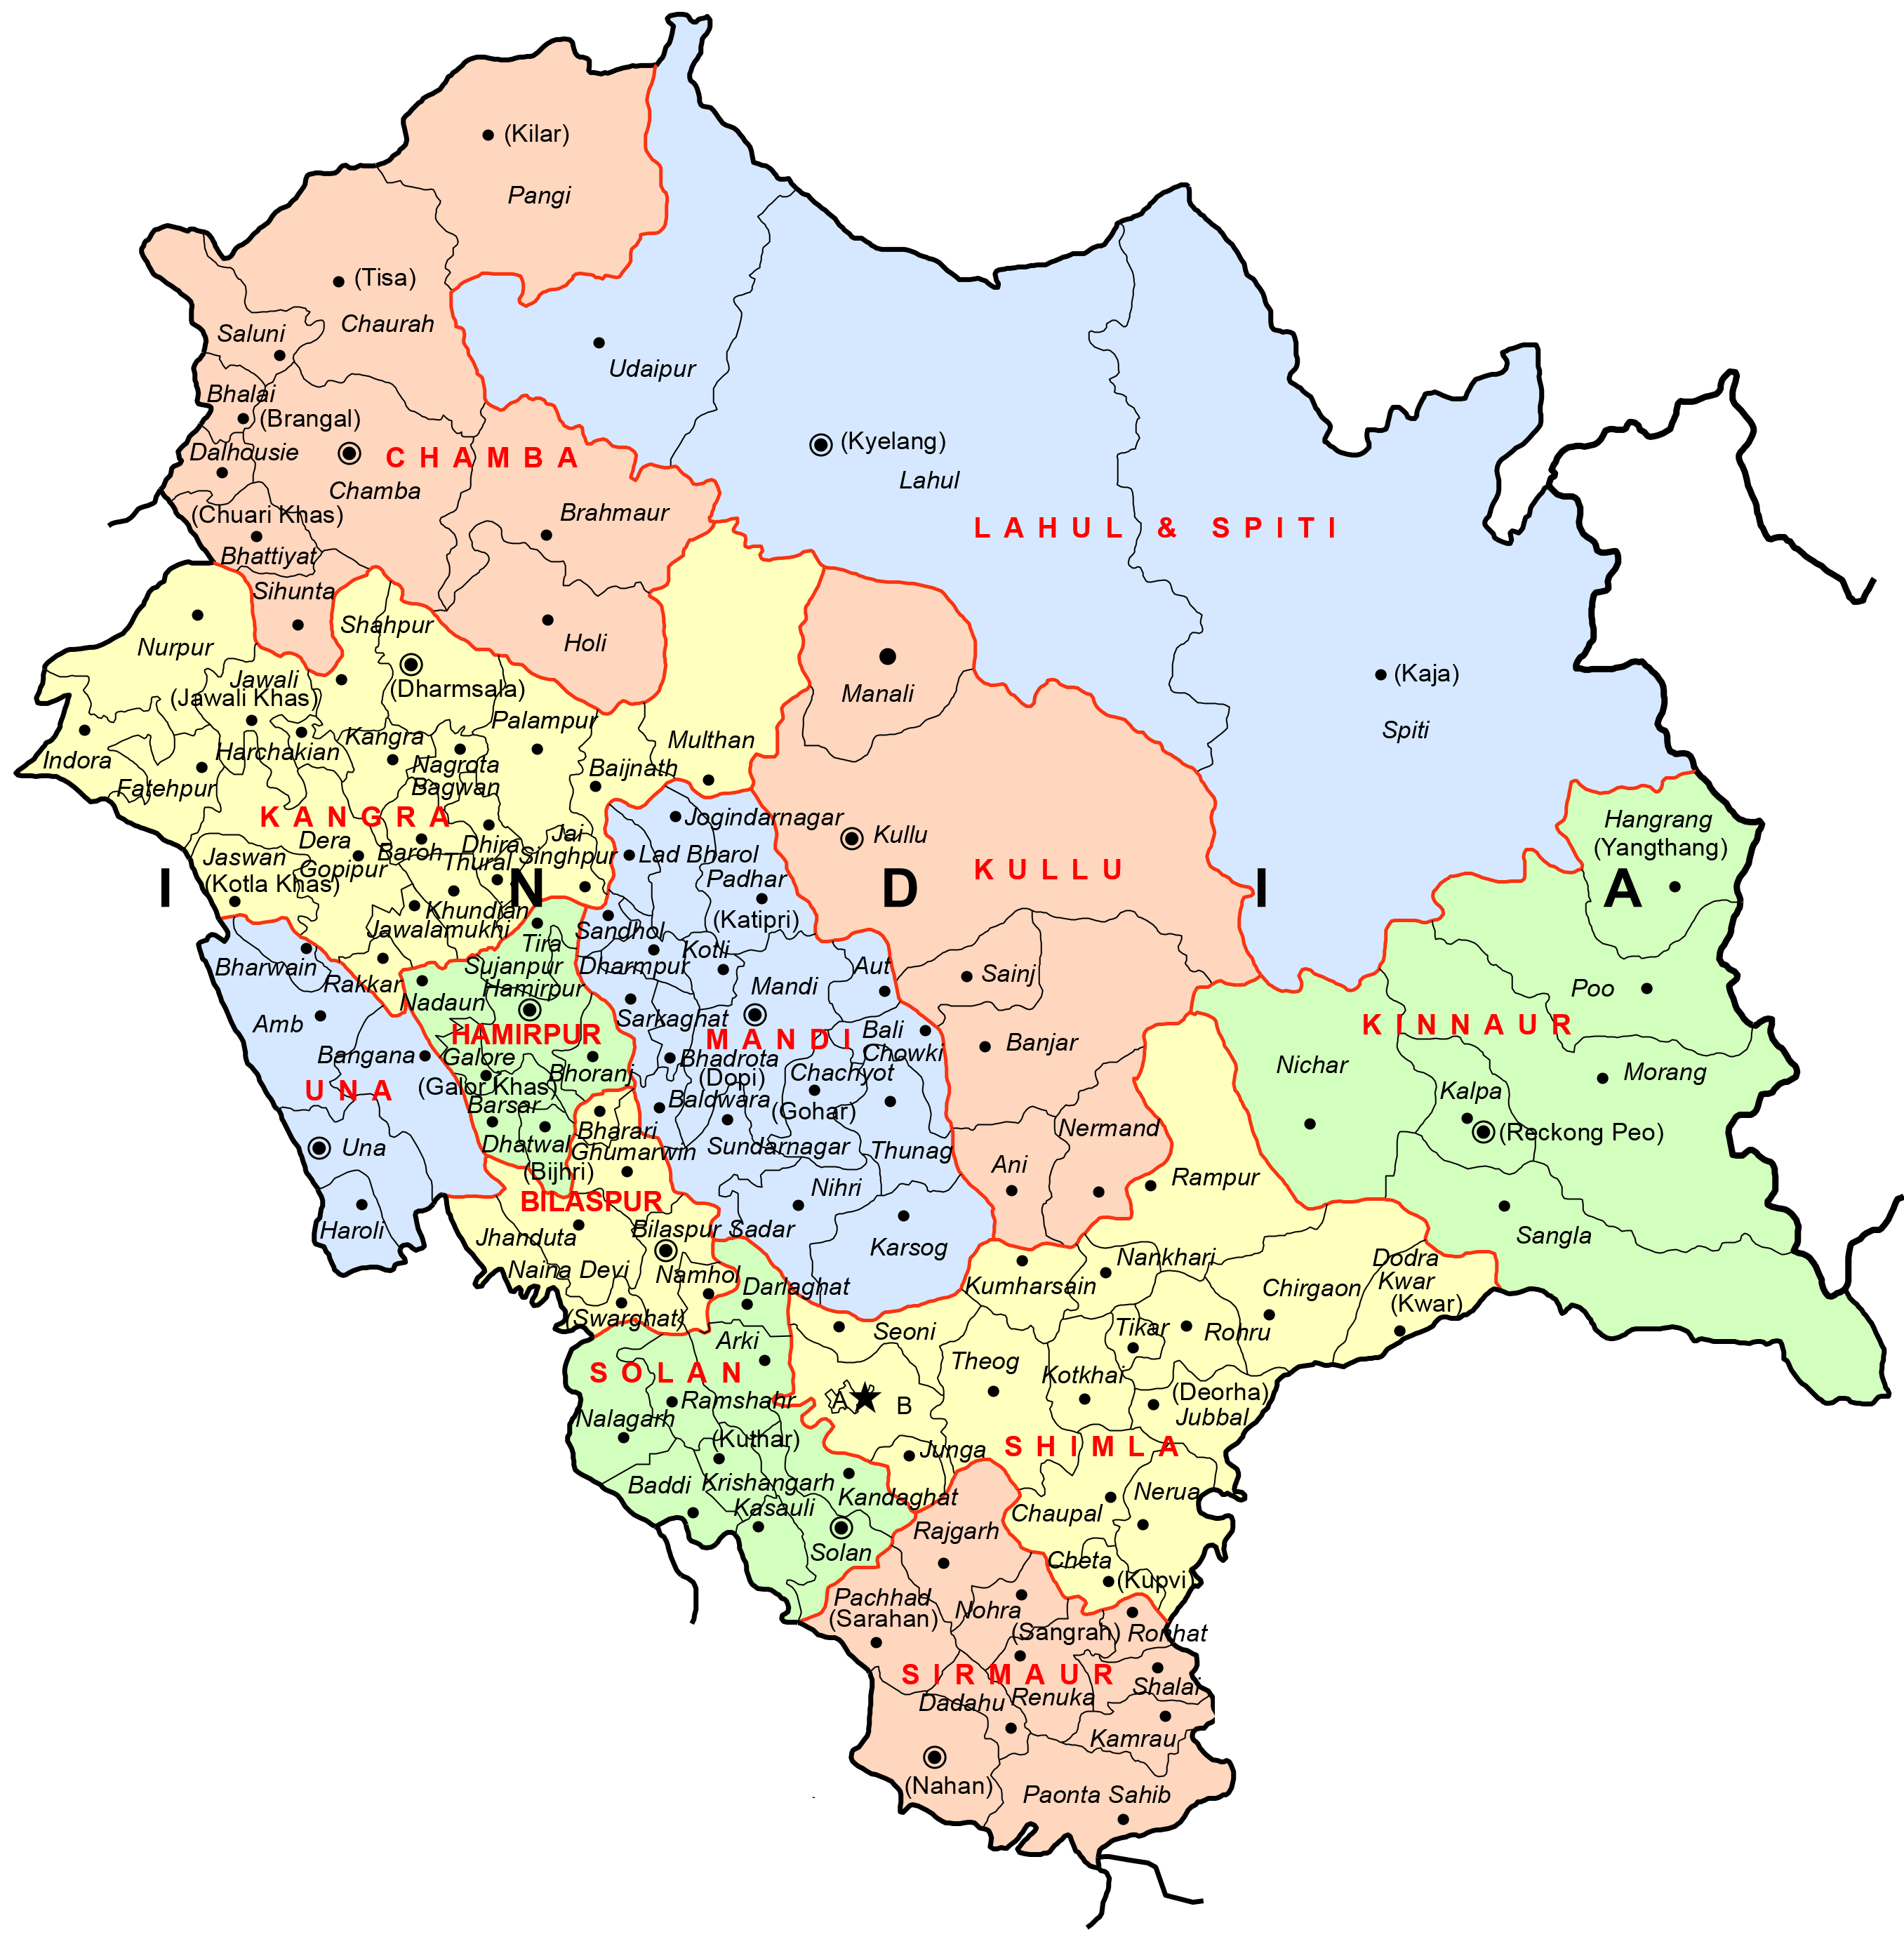 (Kilar)
Pangi
(Tisa)
Chaurah
Saluni
Udaipur
Bhalai
(Brangal)
Dalhousie
CHAMBA
Chamba
(Kyelang)
Lahul
(Chuari Khas)
Brahmaur
LAHUL & SPITI
Bhattiyat
Sihunta
Shahpur
Nurpur
Holi
Jawali
(Jawali Khas)
(Dharmsala)
Manali
(Kaja)
Spiti
Palampur
Indora
Harchakian
Kangra
Multhan
Fatehpur
Nagrota
Bagwan
Baijnath
KANGRA
Jogindarnagar
Kullu
Hangrang
(Yangthang)
Dera
Gopipur
Baroh
Dhira
Jai
Singhpur
Thural
Lad Bharol
KULLU
Jaswan
(Kotla Khas)
Padhar
(Katipri)
I N D I A
Khundian
Jawalamukhi
Tira
Sujanpur
Sandhol
Dharmpur
Kotli
Bharwain
Rakkar
Nadaun
Hamirpur
Mandi
Aut
Sainj
Poo
Amb
HAMIRPUR
Sarkaghat
MANDI
Bali
Chowki
Banjar
KINNAUR
Bangana
Galore
(Galor Khas)
Bhoranj
Bhadrota
(Dopi)
Chachyot
(Gohar)
Nichar
Kalpa
Morang
UNA
Barsar
Baldwara
(Reckong Peo)
Una
Dhatwal
(Bijhri)
Bharari
Ghumarwin
Sundarnagar
Thunag
Nermand
Ani
Rampur
BILASPUR
Nihri
Haroli
Jhanduta
Bilaspur Sadar
Karsog
Sangla
Naina Devi
(Swarghat)
Namhol
Darlaghat
Kumharsain
Nankhari
Chirgaon
Dodra
Kwar
(Kwar)
Arki
Seoni
Tikar
Rohru
SOLAN
Theog
Kotkhai
(Deorha)
Jubbal
Ramshahr
A
B
Nalagarh
(Kuthar)
Junga
SHIMLA
Baddi
Krishangarh
Kasauli
Kandaghat
Chaupal
Nerua
Solan
Rajgarh
Cheta
(Kupvi)
Pachhad
(Sarahan)
Nohra
(Sangrah)
Ronhat
SIRMAUR
Dadahu
Renuka
Shalai
Kamrau
(Nahan)
Paonta Sahib